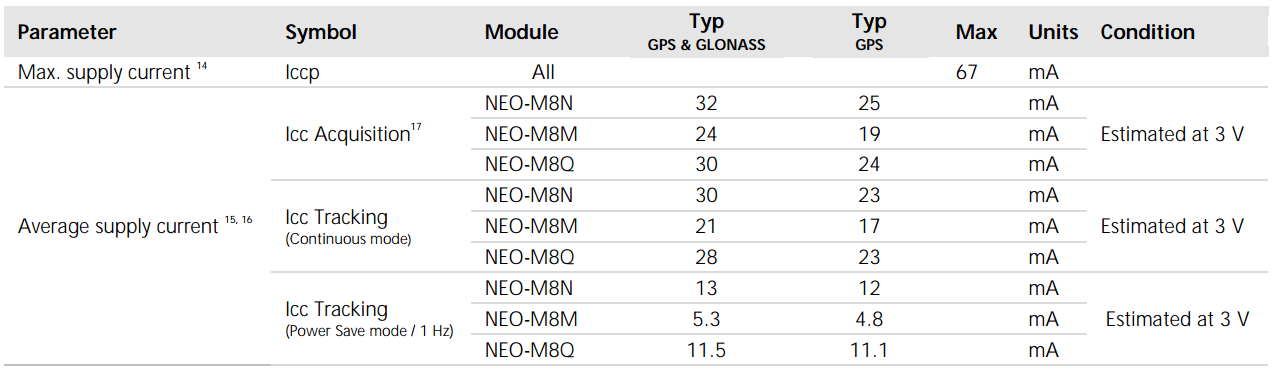 Parameter Symbol Module Typ GPS & GLONASS Typ GPS Max Units Condition
Max. supply current 14 Iccp All 67 mA
NEO-M8N 32 25 mA
Icc Acquisition17 NEO-M8M 24 19 mA Estimated at 3 V
NEO-M8Q 30 24 mA
NEO-M8N 30 23 mA
Average supply current 15, 16 Icc Tracking (Continuous mode) NEO-M8M 21 17 mA Estimated at 3 V
NEO-M8Q 28 23 mA
NEO-M8N 13 12 mA
Icc Tracking (Power Save mode / 1 Hz) NEO-M8M 5.3 4.8 mA Estimated at 3 V
NEO-M8Q 11.5 11.1 mA